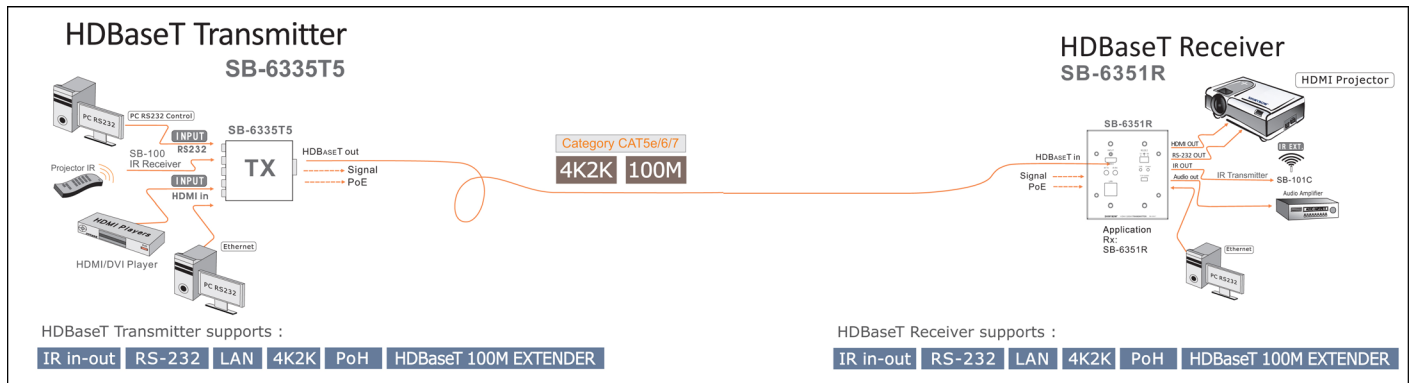 HDBaseT Transmitter
SB-6335T5
PC RS232
PC RS232 Control
INPUT
RS232
SB-100
IR Receiver
Projector IR
INPUT
HDMI in
HDMI Players
HDMI/DVI Player
Ethernet
PC RS232
SB-6335T5
TX
HDBaseT out
Signal
PoE
Category CAT5e/6/7
4K2K
100M
HDBaseT Receiver
SB-6351R
HDMI Projector
SB-6351R
HDBaseT in
Signal
PoE
HDMI OUT
RS-232 OUT
IR OUT
Audio out
IR Transmitter
IR EXT.
SB-101C
Audio Amplifier
Application
Rx:
SB-6351R
Ethernet
PC RS232
HDBaseT Transmitter supports :
IR in-out RS-232 LAN 4K2K PoH HDBaseT 100M EXTENDER
HDBaseT Receiver supports :
IR in-out RS-232 LAN 4K2K PoH HDBaseT 100M EXTENDER